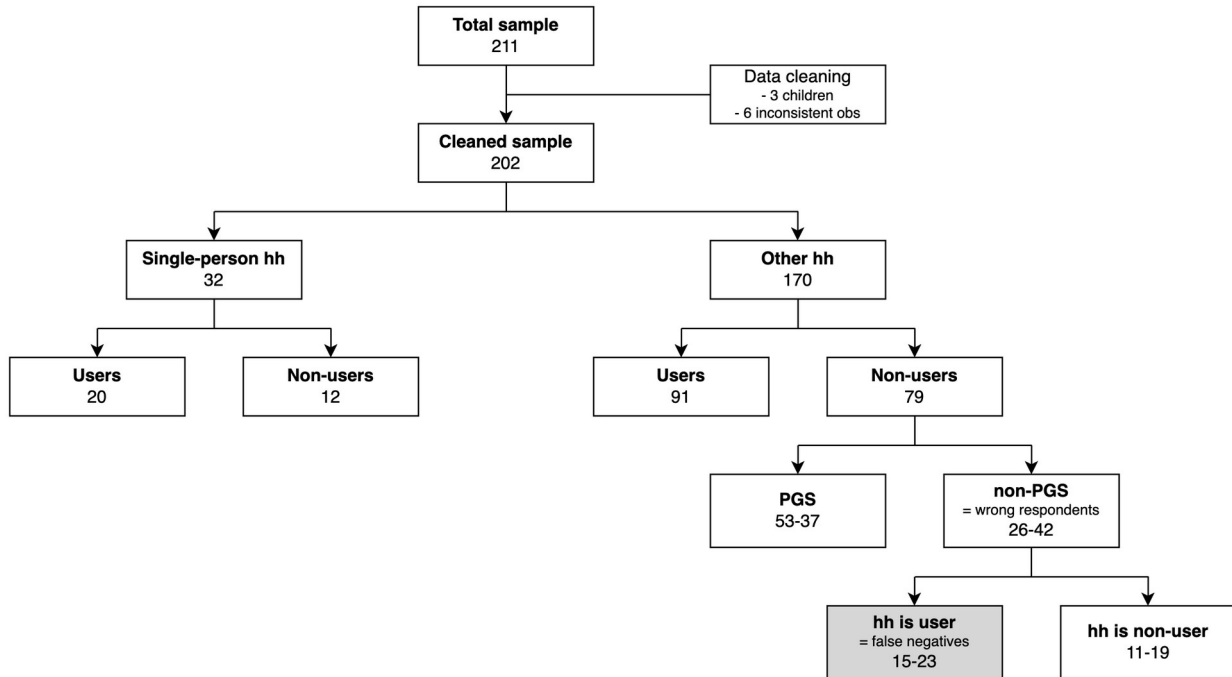 Total sample
211
Data cleaning
- 3 children
- 6 inconsistent obs
Cleaned sample
202
Single-person hh
32
Other hh
170
Users
20
Non-users
12
Users
91
Non-users
79
PGS
53-37
non-PGS
= wrong respondents
26-42
hh is user
= false negatives
15-23
hh is non-user
11-19